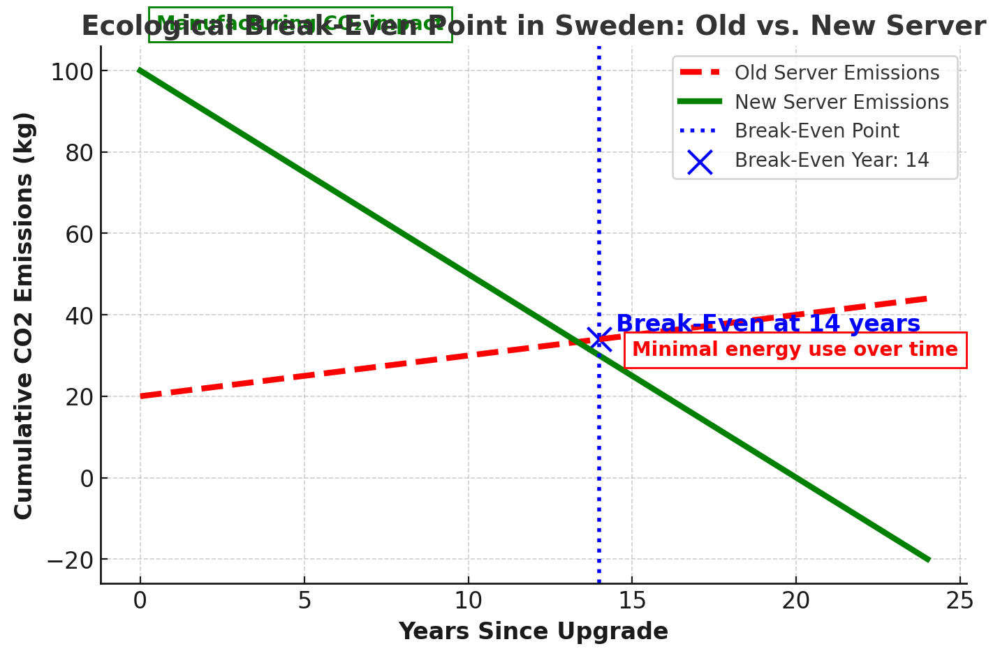 Manufacturing CO₂ impact
Ecological Break-Even Point in Sweden: Old vs. New Server
Old Server Emissions
New Server Emissions
Break-Even Point
Break-Even Year: 14
Cumulative CO2 Emissions (kg)
100
80
60
40
20
0
−20
Break-Even at 14 years
Minimal energy use over time
0 5 10 15 20 25
Years Since Upgrade